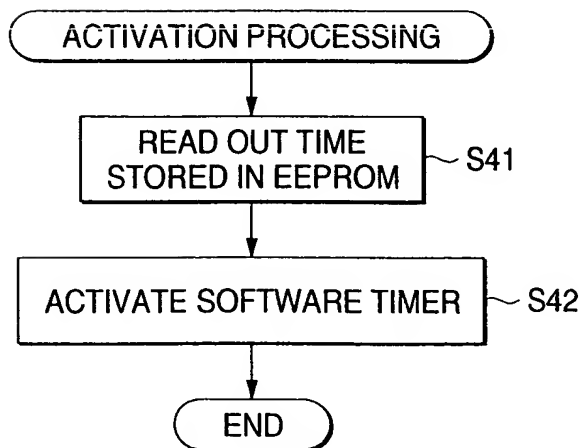 ACTIVATION PROCESSING
READ OUT TIME
STORED IN EEPROM
S41
ACTIVATE SOFTWARE TIMER
S42
END